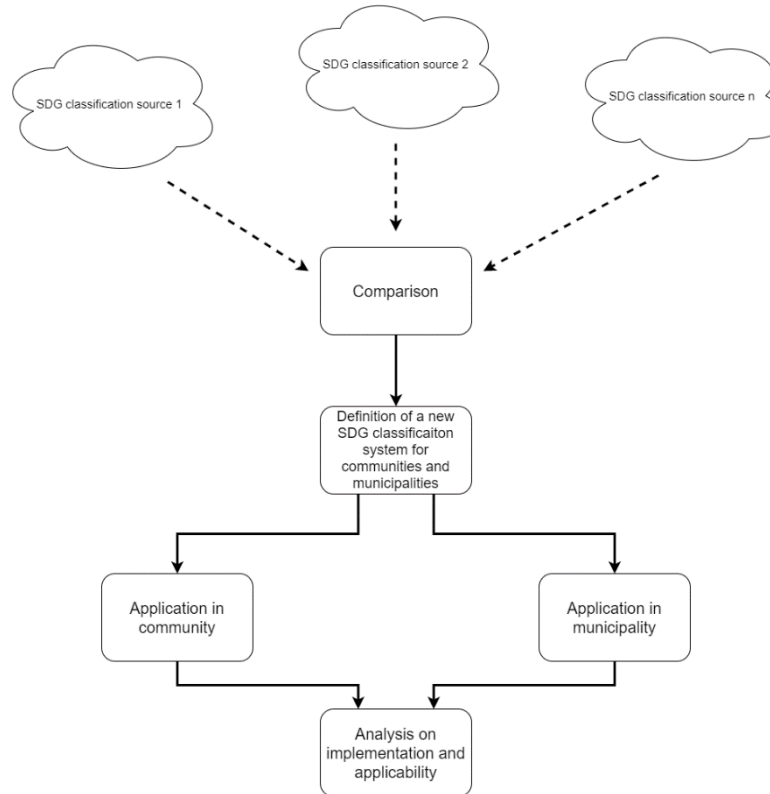 SDG classification source 1
SDG classification source 2
SDG classification source n
Comparison
Definition of a new
SDG classificaiton
system for
communities and
municipalities
Application in
community
Application in
municipality
Analysis on
implementation and
applicability